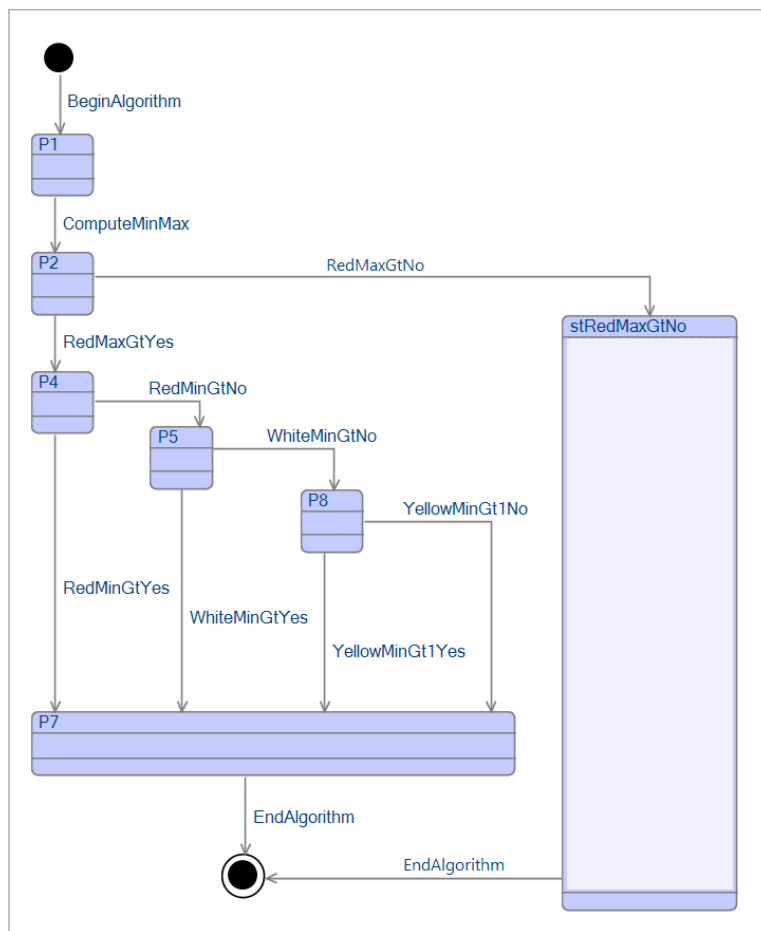 BeginAlgorithm
P1
ComputeMinMax
P2
RedMaxGtNo
stRedMaxGtNo
RedMaxGtYes
P4
RedMinGtNo
P5
WhiteMinGtNo
P8
YellowMinGt1No
RedMinGtYes
WhiteMinGtYes
YellowMinGt1Yes
P7
EndAlgorithm
EndAlgorithm